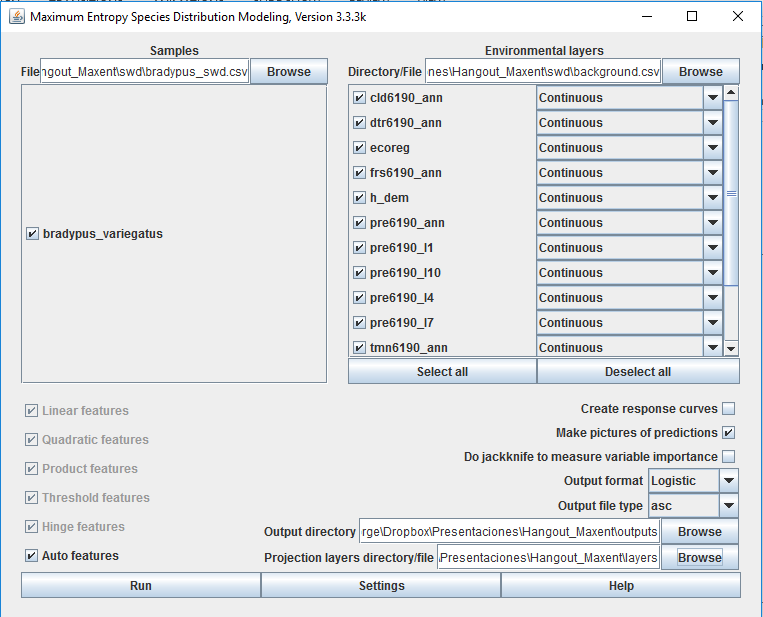 Maximum Entropy Species Distribution Modeling, Version 3.3.3k
Samples
File ngout_Maxent\swd\bradypus_swd.csv Browse
bradypus_variegatus
Environmental layers
Directory/File nes\Hangout_Maxent\swd\background.csv Browse
cld6190_ann Continuous
dtr6190_ann Continuous
ecoreg Continuous
frs6190_ann Continuous
h_dem Continuous
pre6190_ann Continuous
pre6190_l1 Continuous
pre6190_l10 Continuous
pre6190_l4 Continuous
pre6190_l7 Continuous
tmn6190_ann Continuous
Select all Deselect all
Linear features
Quadratic features
Product features
Threshold features
Hinge features
Auto features
Create response curves
Make pictures of predictions
Do jackknife to measure variable importance
Output format Logistic
Output file type asc
Output directory rge\Dropbox\Presentaciones\Hangout_Maxent\outputs Browse
Projection layers directory/file \Presentaciones\Hangout_Maxent\layers Browse
Run Settings Help